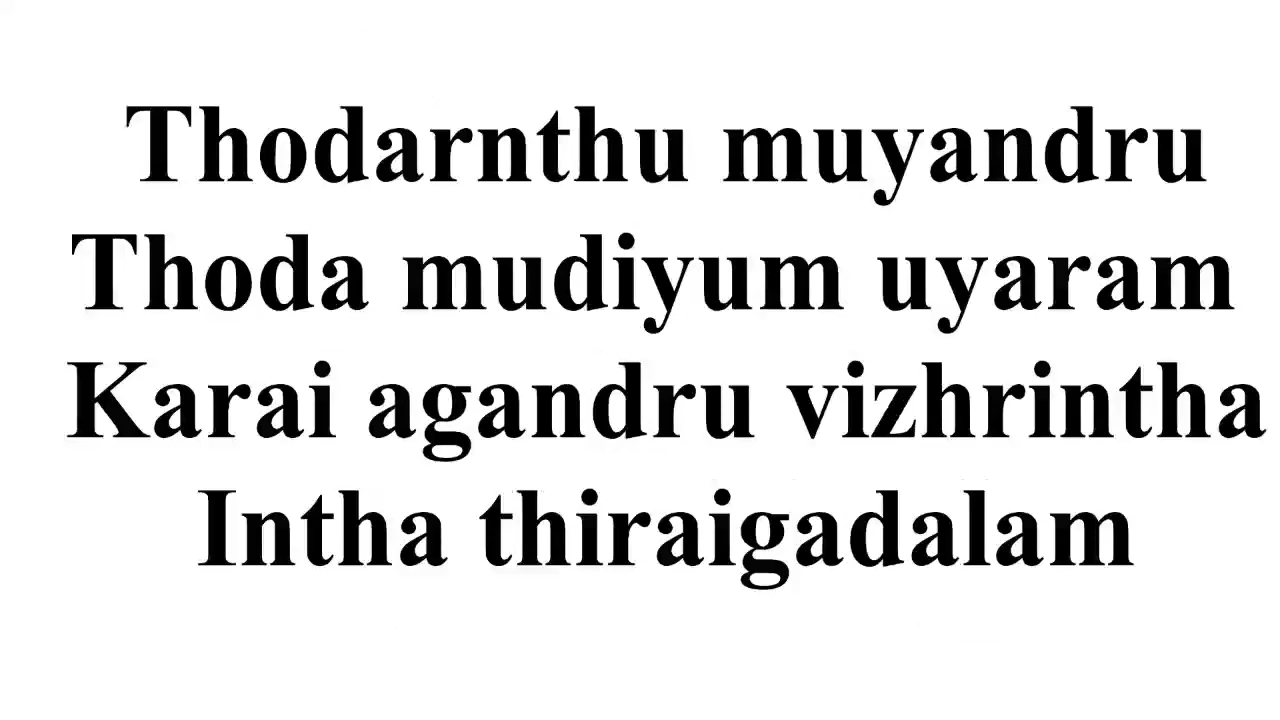 Thodarnthu muyandru
Thoda mudiyum uyaram
Karai agandru vizhrintha
Intha thiraigadalam